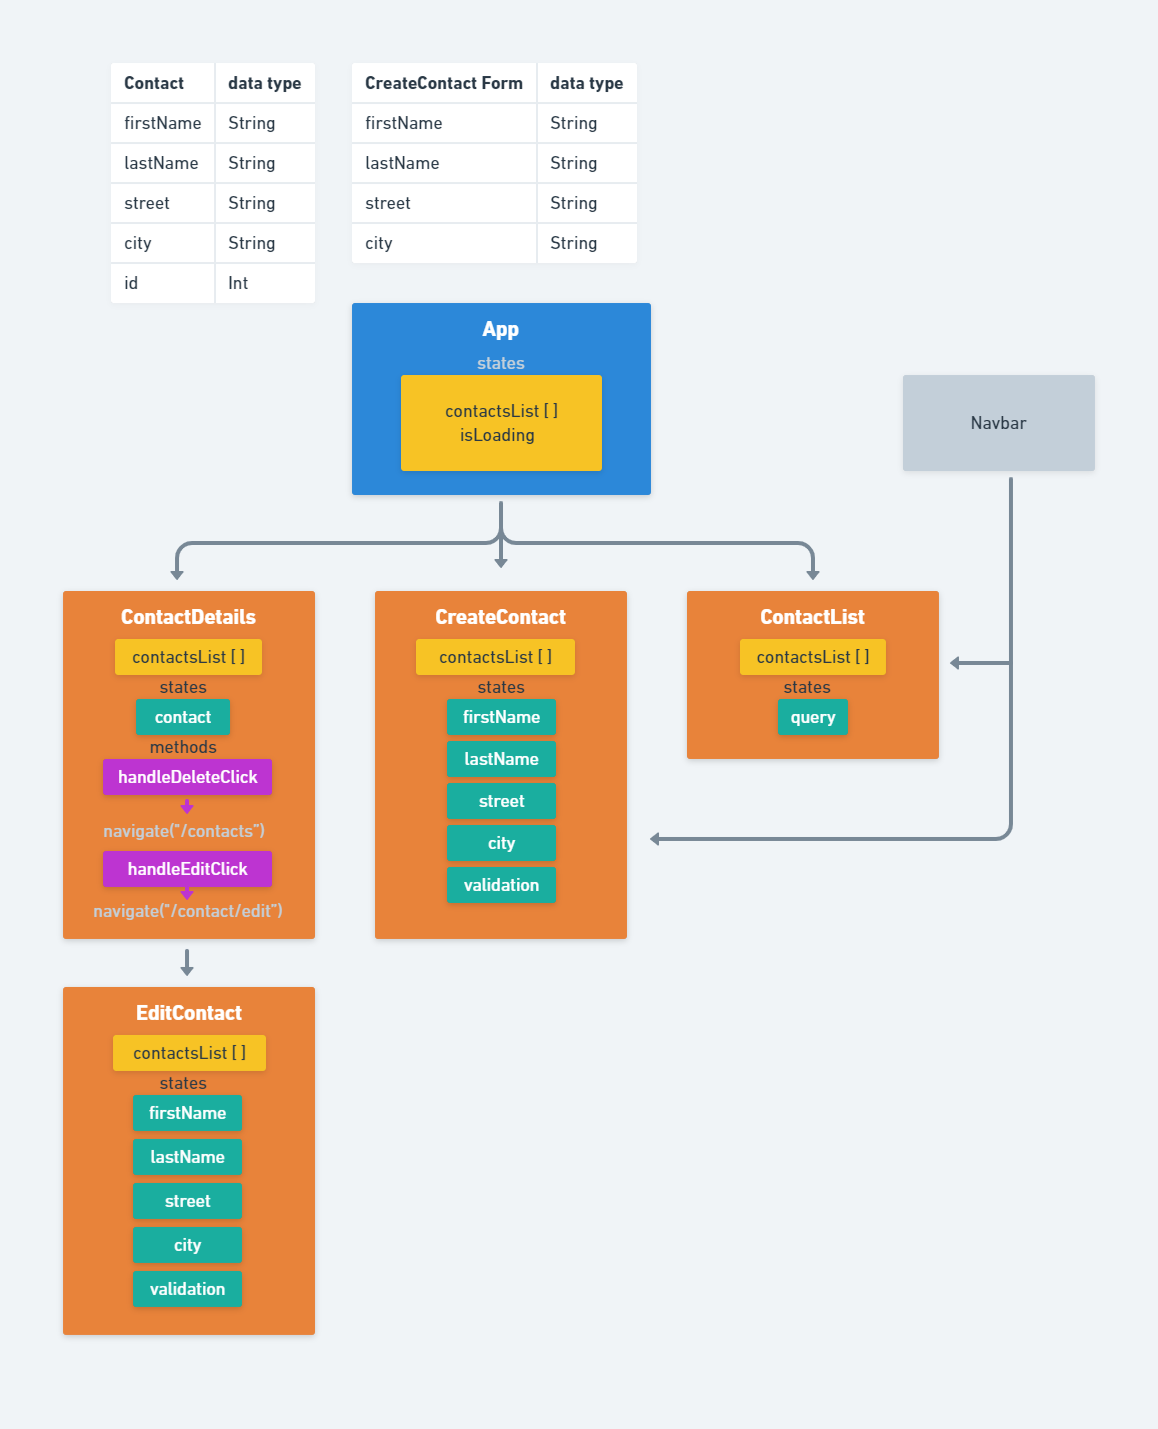 Contact data type
firstName String
lastName String
street String
city String
id Int
CreateContact Form data type
firstName String
lastName String
street String
city String
App
states
contactsList [ ]
isLoading
Navbar
ContactDetails
contactsList [ ]
states
contact
methods
handleDeleteClick
navigate("/contacts")
handleEditClick
navigate("/contact/edit")
CreateContact
contactsList [ ]
states
firstName
lastName
street
city
validation
ContactList
contactsList [ ]
states
query
EditContact
contactsList [ ]
states
firstName
lastName
street
city
validation